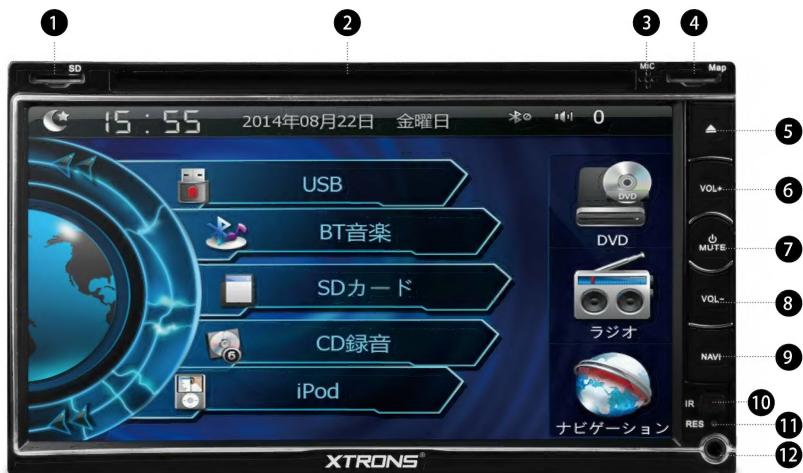 1 2 3 4
SD MIC Map
15:55 2014年08月22日 金曜日 0
5
USB
VOL+ 6
DVD
BT音楽
DVD
MUTE 7
SDカード
VOL- 8
ラジオ
CD録音
6
NAVI 9
iPod
IR 10
ナビゲーション
RES 11
XTRONS®
12